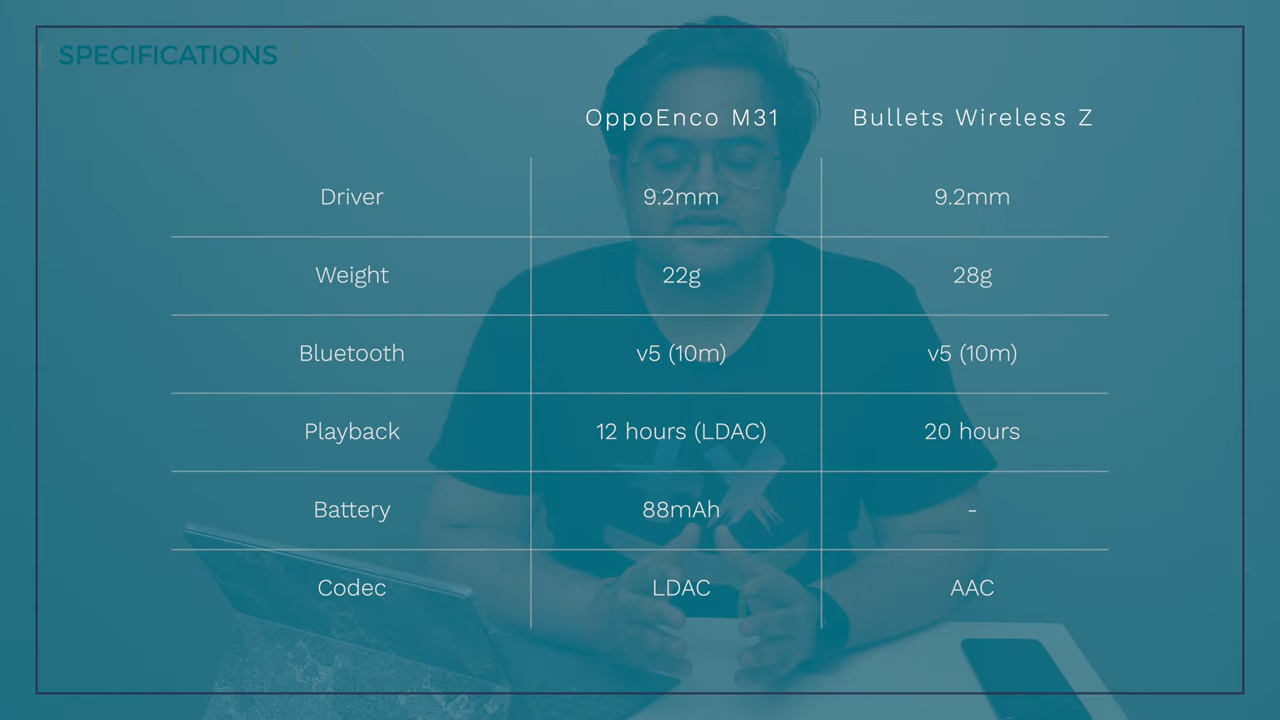 SPECIFICATIONS
OppoEnco M31 Bullets Wireless Z
Driver 9.2mm 9.2mm
Weight 22g 28g
Bluetooth v5 (10m) v5 (10m)
Playback 12 hours (LDAC) 20 hours
Battery 88mAh -
Codec LDAC AAC